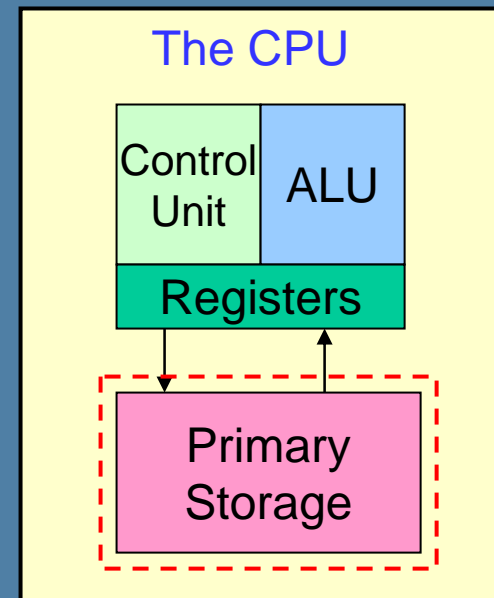 The CPU
Control
Unit
ALU
Registers
Primary
Storage